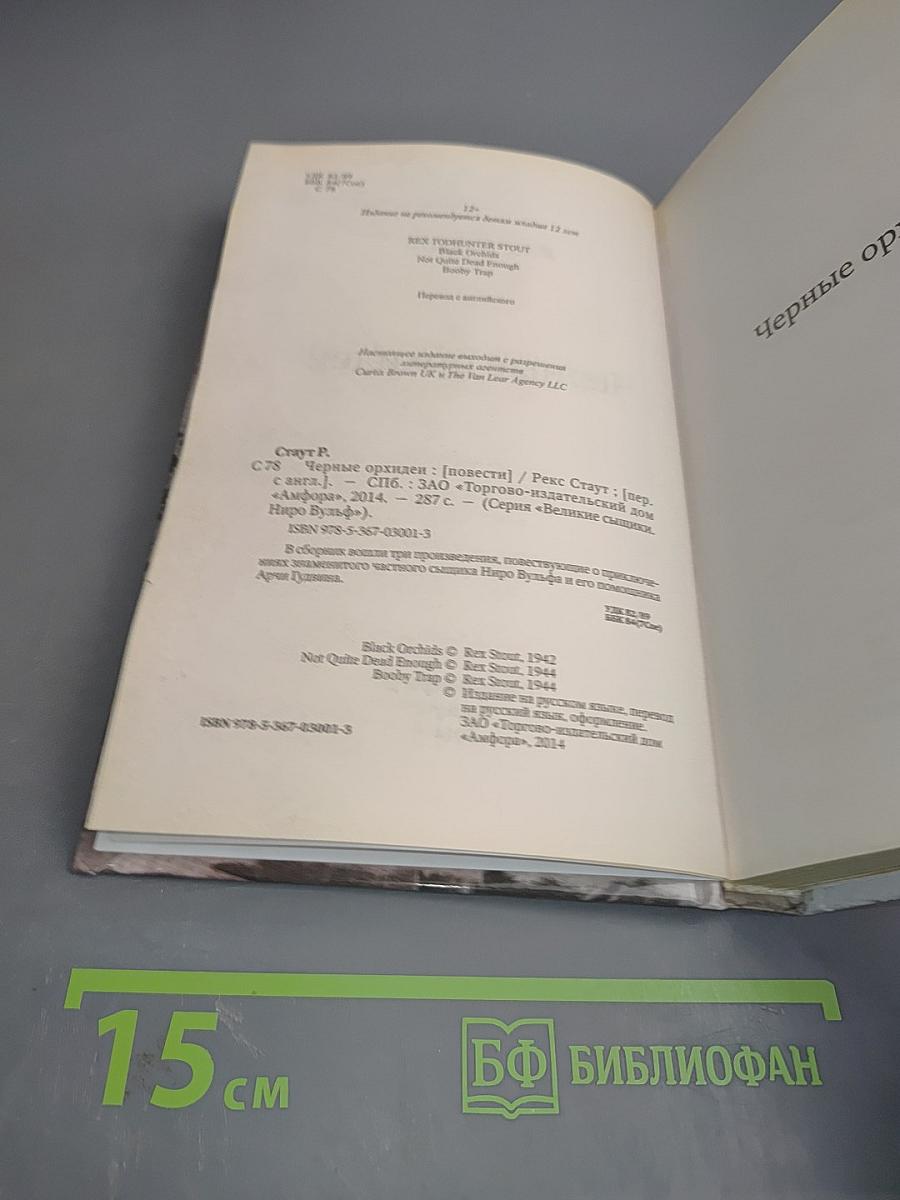 УДК 82/89
ББК 84(7Сое)
С 78
12+
Издание не рекомендуется детям младше 12 лет
REX TODHUNTER STOUT
Black Orchids
Not Quite Dead Enough
Booby Trap
Перевод с английского
Настоящее издание выходит с разрешения
литературных агентств
Curtis Brown UK и The Van Lear Agency LLC
Стаут Р.
С 78 Черные орхидеи : [повести] / Рекс Стаут ; [пер.
с англ.]. — СПб. : ЗАО «Торгово-издательский дом
«Амфора», 2014. — 287 с. — (Серия «Великие сыщики.
Ниро Вульф»).
ISBN 978-5-367-03001-3
В сборник вошли три произведения, повествующие о приключе-
ниях знаменитого частного сыщика Ниро Вульфа и его помощника
Арчи Гудвина.
УДК 82/89
ББК 84(7Сое)
Black Orchids © Rex Stout, 1942
Not Quite Dead Enough © Rex Stout, 1944
Booby Trap © Rex Stout, 1944
© Издание на русском языке, перевод
на русский язык, оформление.
ЗАО «Торгово-издательский дом
«Амфора», 2014
ISBN 978-5-367-03001-3
Черные орх
15 см
БФ БИБЛИОФАН